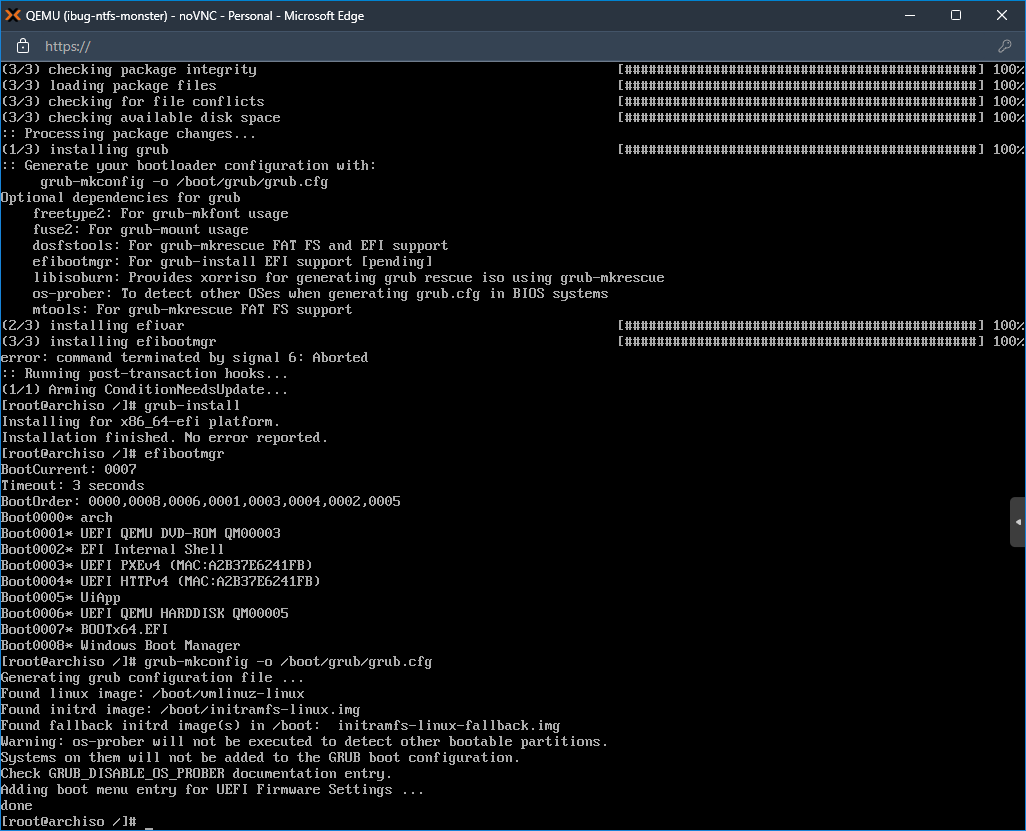 QEMU (ibug-ntfs-monster) - noVNC - Personal - Microsoft Edge
https://
(3/3) checking package integrity [############################################] 100%
(3/3) loading package files [############################################] 100%
(3/3) checking for file conflicts [############################################] 100%
(3/3) checking available disk space [############################################] 100%
:: Processing package changes...
(1/3) installing grub [############################################] 100%
:: Generate your bootloader configuration with:
grub-mkconfig -o /boot/grub/grub.cfg
Optional dependencies for grub
freetype2: For grub-mkfont usage
fuse2: For grub-mount usage
dosfstools: For grub-mkrescue FAT FS and EFI support
efibootmgr: For grub-install EFI support [pending]
libisoburn: Provides xorriso for generating grub rescue iso using grub-mkrescue
os-prober: To detect other OSes when generating grub.cfg in BIOS systems
mtools: For grub-mkrescue FAT FS support
(2/3) installing efivar [############################################] 100%
(3/3) installing efibootmgr [############################################] 100%
error: command terminated by signal 6: Aborted
:: Running post-transaction hooks...
(1/1) Arming ConditionNeedsUpdate...
[root@archiso /]# grub-install
Installing for x86_64-efi platform.
Installation finished. No error reported.
[root@archiso /]# efibootmgr
BootCurrent: 0007
Timeout: 3 seconds
BootOrder: 0000,0008,0006,0001,0003,0004,0002,0005
Boot0000* arch
Boot0001* UEFI QEMU DVD-ROM QM00003
Boot0002* EFI Internal Shell
Boot0003* UEFI PXEv4 (MAC:A2B37E6241FB)
Boot0004* UEFI HTTPv4 (MAC:A2B37E6241FB)
Boot0005* UiApp
Boot0006* UEFI QEMU HARDDISK QM00005
Boot0007* BOOTx64.EFI
Boot0008* Windows Boot Manager
[root@archiso /]# grub-mkconfig -o /boot/grub/grub.cfg
Generating grub configuration file ...
Found linux image: /boot/vmlinuz-linux
Found initrd image: /boot/initramfs-linux.img
Found fallback initrd image(s) in /boot:  initramfs-linux-fallback.img
Warning: os-prober will not be executed to detect other bootable partitions.
Systems on them will not be added to the GRUB boot configuration.
Check GRUB_DISABLE_OS_PROBER documentation entry.
Adding boot menu entry for UEFI Firmware Settings ...
done
[root@archiso /]# _